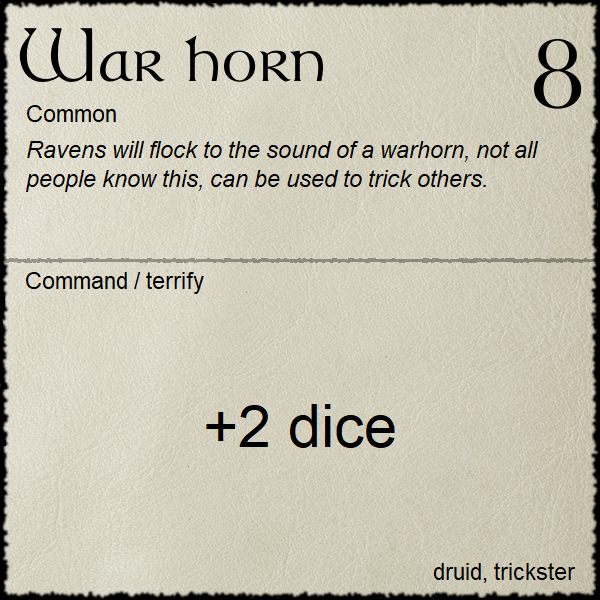 War horn
8
Common
Ravens will flock to the sound of a warhorn, not all
people know this, can be used to trick others.
Command / terrify
+2 dice
druid, trickster